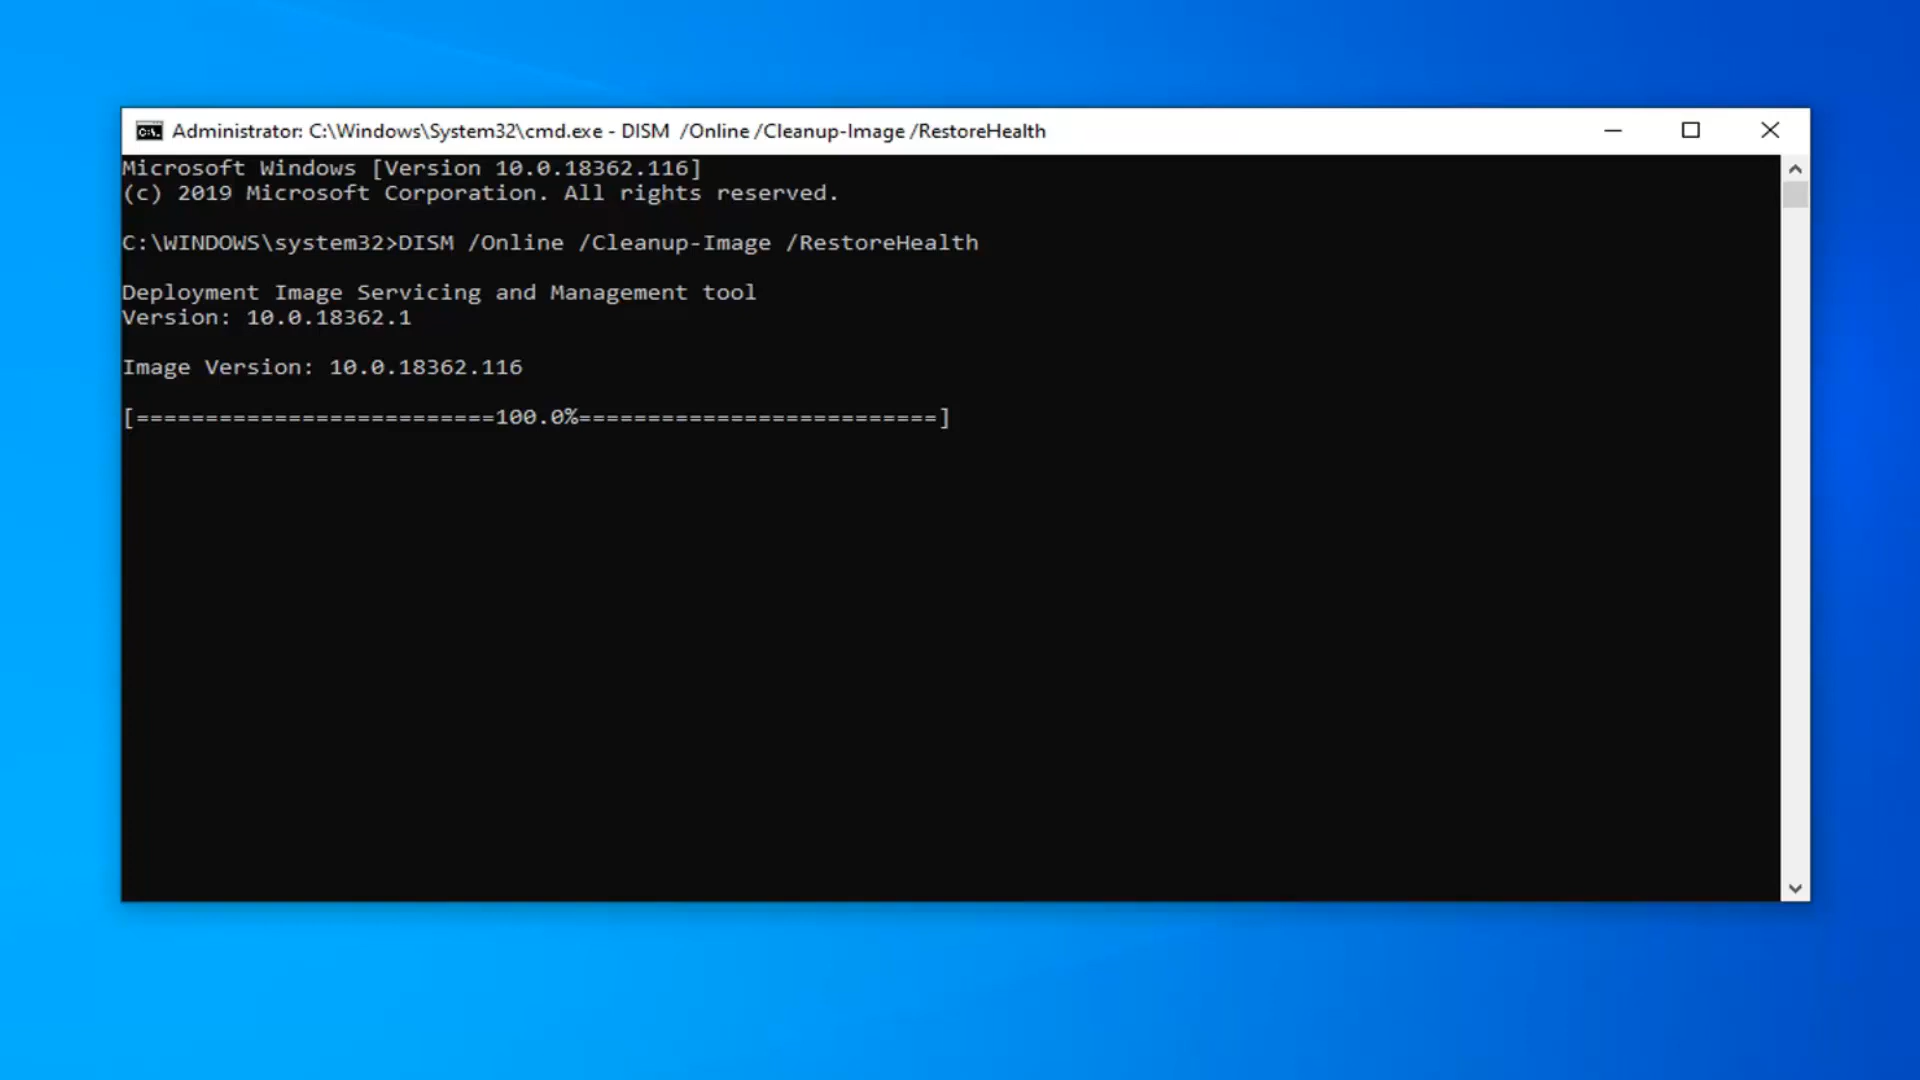 Administrator: C:\Windows\System32\cmd.exe - DISM  /Online /Cleanup-Image /RestoreHealth
Microsoft Windows [Version 10.0.18362.116]
(c) 2019 Microsoft Corporation. All rights reserved.
C:\WINDOWS\system32>DISM /Online /Cleanup-Image /RestoreHealth
Deployment Image Servicing and Management tool
Version: 10.0.18362.1
Image Version: 10.0.18362.116
[==========================100.0%==========================]